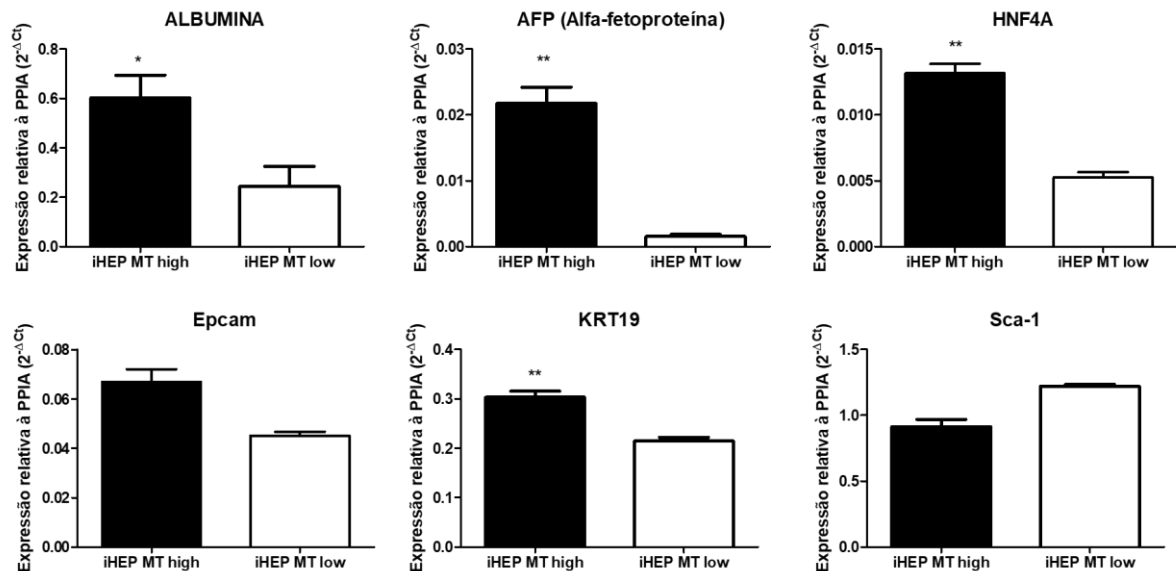 ALBUMINA
Expressão relativa à PPIA (2^-ΔCt)
0.8
0.6
0.4
0.2
0.0
*
iHEP MT high
iHEP MT low
AFP (Alfa-fetoproteína)
Expressão relativa à PPIA (2^-ΔCt)
0.03
0.02
0.01
0.00
**
iHEP MT high
iHEP MT low
HNF4A
Expressão relativa à PPIA (2^-ΔCt)
0.015
0.010
0.005
0.000
**
iHEP MT high
iHEP MT low
Epcam
Expressão relativa à PPIA (2^-ΔCt)
0.08
0.06
0.04
0.02
0.00
iHEP MT high
iHEP MT low
KRT19
Expressão relativa à PPIA (2^-ΔCt)
0.4
0.3
0.2
0.1
0.0
**
iHEP MT high
iHEP MT low
Sca-1
Expressão relativa à PPIA (2^-ΔCt)
1.5
1.0
0.5
0.0
iHEP MT high
iHEP MT low